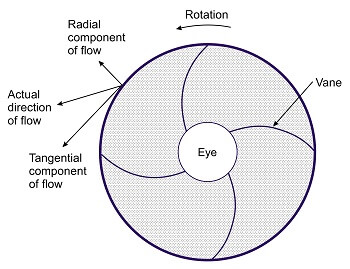 Rotation
Radial
component
of flow
Actual
direction
of flow
Tangential
component
of flow
Vane
Eye